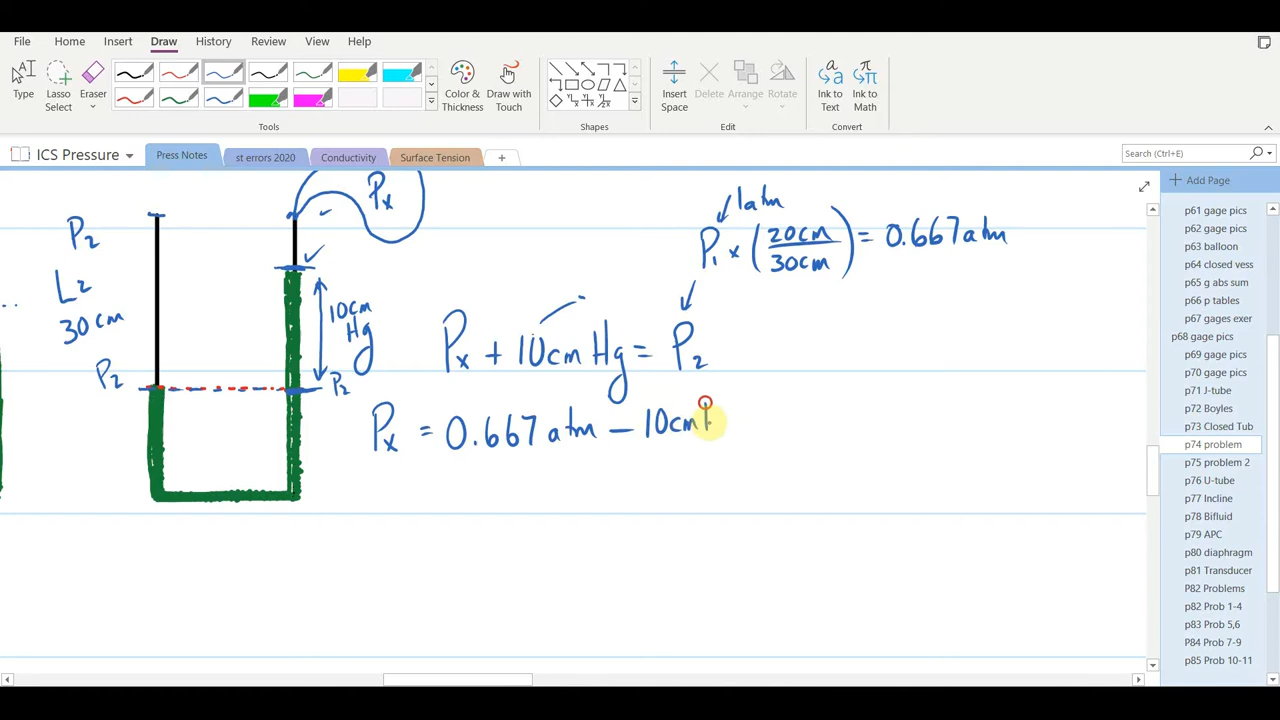 File Home Insert Draw History Review View Help
Type Lasso Select Eraser Color & Thickness Draw with Touch Insert Space Delete Arrange Rotate Ink to Text Ink to Math
Tools Shapes Edit Convert
ICS Pressure Press Notes st errors 2020 Conductivity Surface Tension + Search (Ctrl+E)
Add Page
p61 gage pics
p62 gage pics
p63 balloon
p64 closed vess
p65 g abs sum
p66 p tables
p67 gages exer
p68 gage pics
p69 gage pics
p70 gage pics
p71 J-tube
p72 Boyles
p73 Closed Tub
p74 problem
p75 problem 2
p76 U-tube
p77 Incline
p78 Bifluid
p79 APC
p80 diaphragm
p81 Transducer
P82 Problems
p82 Prob 1-4
p83 Prob 5,6
P84 Prob 7-9
p85 Prob 10-11
Px
P2
L2
30 cm
P2
10cm
Hg
P2
1atm
P1 x (20cm/30cm) = 0.667atm
Px + 10cm Hg = P2
Px = 0.667 atm - 10cm